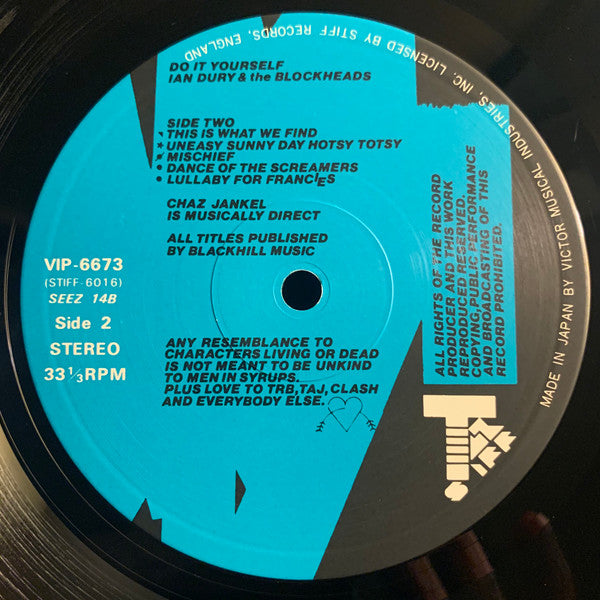 DO IT YOURSELF
IAN DURY & the BLOCKHEADS
SIDE TWO
THIS IS WHAT WE FIND
UNEASY SUNNY DAY HOTSY TOTSY
MISCHIEF
DANCE OF THE SCREAMERS
LULLABY FOR FRANCIES
CHAZ JANKEL
IS MUSICALLY DIRECT
ALL TITLES PUBLISHED
BY BLACKHILL MUSIC
VIP-6673
(STIFF-6016)
SEEZ 14B
Side 2
STEREO
33 1/3 RPM
ANY RESEMBLANCE TO
CHARACTERS LIVING OR DEAD
IS NOT MEANT TO BE UNKIND
TO MEN IN SYRUPS.
PLUS LOVE TO TRB, TAJ, CLASH
AND EVERYBODY ELSE.
ALL RIGHTS OF THE RECORD
PRODUCER AND THIS WORK
REPRODUCED RESERVED.
COPYING, PUBLIC PERFORMANCE
AND BROADCASTING OF THIS
RECORD PROHIBITED.
MADE IN JAPAN BY VICTOR MUSICAL INDUSTRIES, INC. LICENSED BY STIFF RECORDS, ENGLAND